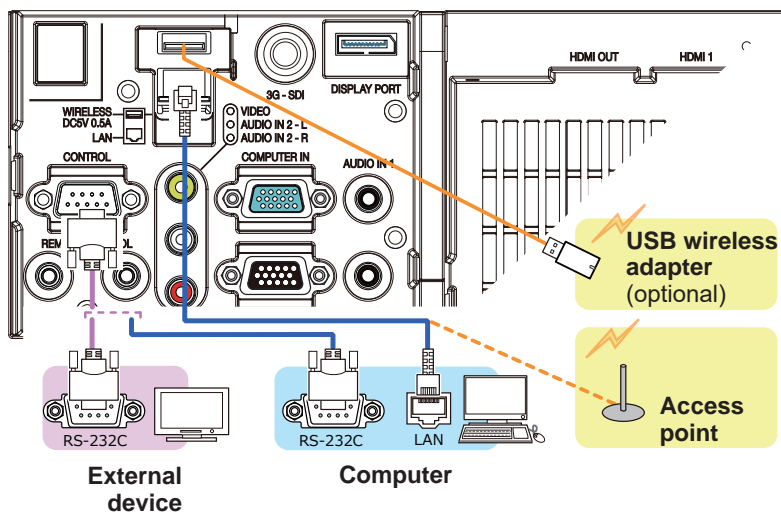 HDMI OUT
HDMI 1
3G - SDI
DISPLAY PORT
WIRELESS
DC5V 0.5A
LAN
VIDEO
AUDIO IN 2 - L
AUDIO IN 2 - R
CONTROL
COMPUTER IN
AUDIO IN 1
REM
OL
USB wireless
adapter
(optional)
RS-232C
RS-232C
LAN
Access
point
External
device
Computer